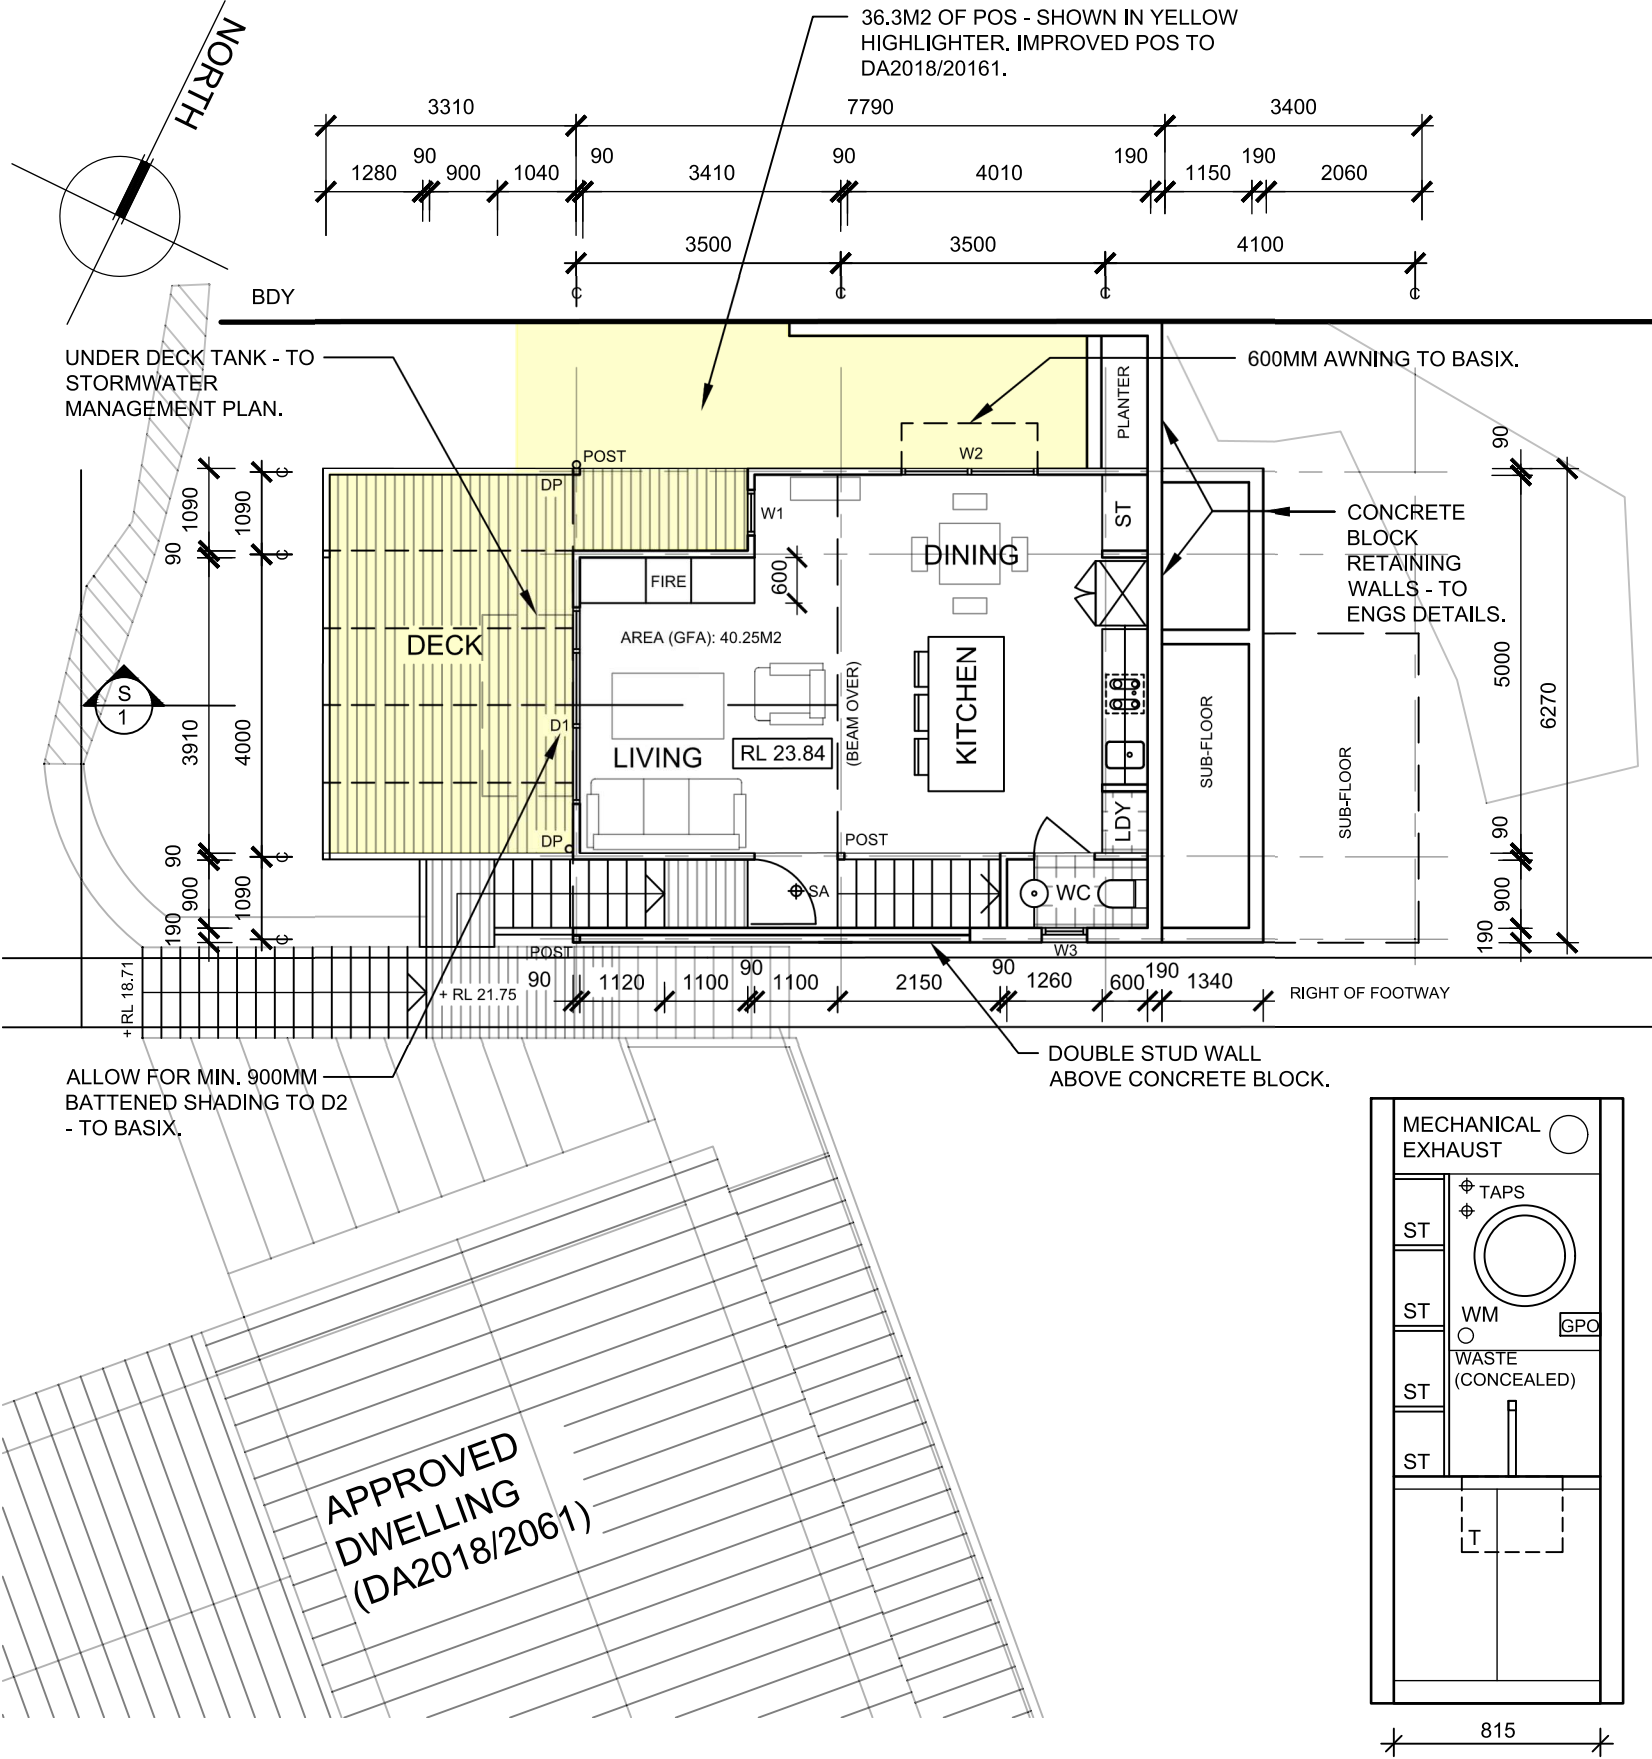 NORTH
36.3M2 OF POS - SHOWN IN YELLOW
HIGHLIGHTER. IMPROVED POS TO
DA2018/20161.
3310
7790
3400
1280
90
900
1040
90
3410
90
4010
190
1150
190
2060
3500
3500
4100
C
C
C
C
BDY
UNDER DECK TANK - TO
STORMWATER
MANAGEMENT PLAN.
600MM AWNING TO BASIX.
PLANTER
POST
DP
W1
W2
ST
DINING
CONCRETE
BLOCK
RETAINING
WALLS - TO
ENGS DETAILS.
FIRE
600
AREA (GFA): 40.25M2
DECK
S
1
D1
LIVING
RL 23.84
(BEAM OVER)
KITCHEN
SUB-FLOOR
SUB-FLOOR
LDY
DP
POST
SA
WC
W3
POST
1090
90
3910
90
900
190
C
1090
C
4000
C
1090
C
90
5000
90
900
190
6270
+ RL 18.71
+ RL 21.75
90
1120
1100
90
1100
2150
90
1260
600
190
1340
RIGHT OF FOOTWAY
ALLOW FOR MIN. 900MM
BATTENED SHADING TO D2
- TO BASIX.
DOUBLE STUD WALL
ABOVE CONCRETE BLOCK.
APPROVED
DWELLING
(DA2018/2061)
MECHANICAL
EXHAUST
TAPS
ST
ST
WM
GPO
WASTE
(CONCEALED)
ST
ST
T
815